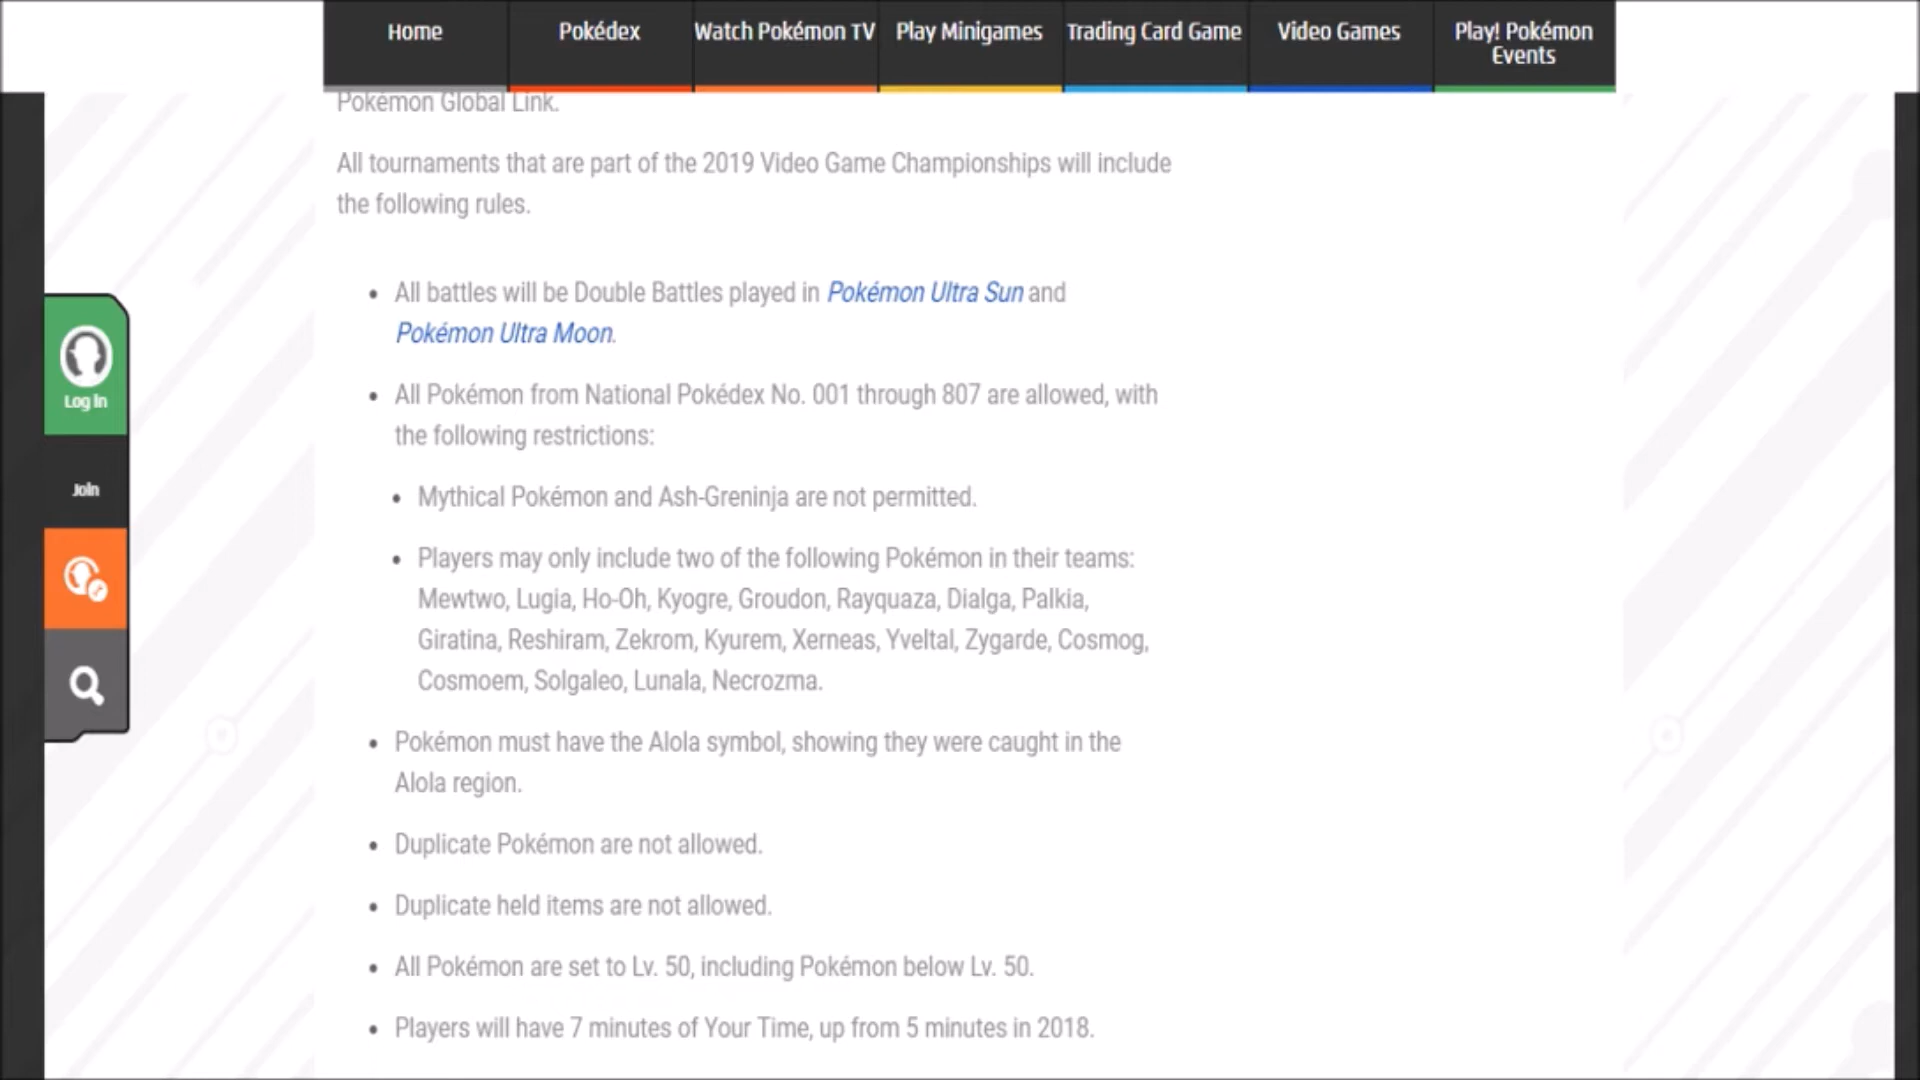 Home
Pokédex
Watch Pokémon TV
Play Minigames
Trading Card Game
Video Games
Play! Pokémon
Events
Pokémon Global Link.
All tournaments that are part of the 2019 Video Game Championships will include
the following rules.
• All battles will be Double Battles played in Pokémon Ultra Sun and
Pokémon Ultra Moon.
• All Pokémon from National Pokédex No. 001 through 807 are allowed, with
the following restrictions:
• Mythical Pokémon and Ash-Greninja are not permitted.
• Players may only include two of the following Pokémon in their teams:
Mewtwo, Lugia, Ho-Oh, Kyogre, Groudon, Rayquaza, Dialga, Palkia,
Giratina, Reshiram, Zekrom, Kyurem, Xerneas, Yveltal, Zygarde, Cosmog,
Cosmoem, Solgaleo, Lunala, Necrozma.
• Pokémon must have the Alola symbol, showing they were caught in the
Alola region.
• Duplicate Pokémon are not allowed.
• Duplicate held items are not allowed.
• All Pokémon are set to Lv. 50, including Pokémon below Lv. 50.
• Players will have 7 minutes of Your Time, up from 5 minutes in 2018.
Log In
Join